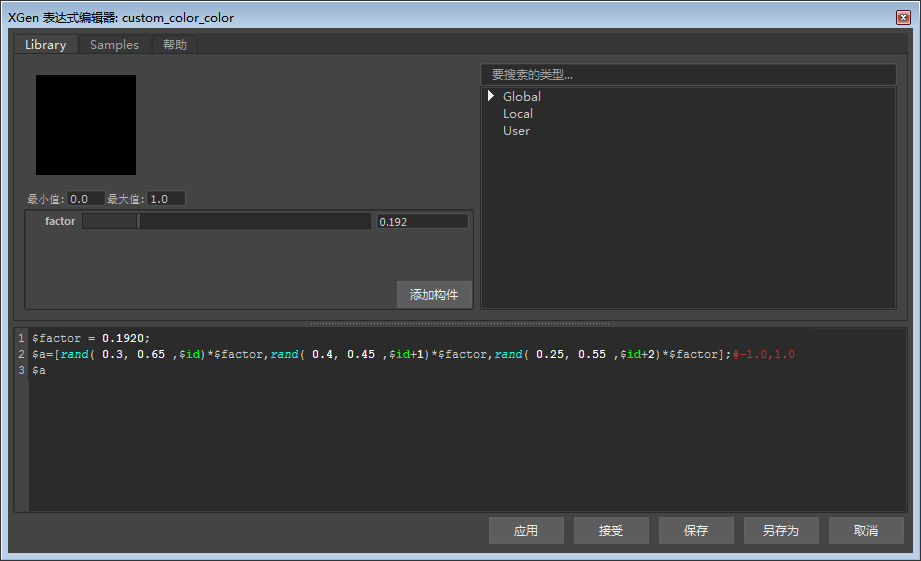 XGen 表达式编辑器: custom_color_color
Library Samples 帮助
要搜索的类型...
Global
Local
User
最小值: 0.0 最大值: 1.0
factor 0.192
添加构件
1 $factor = 0.1920;
2 $a=[rand( 0.3, 0.65 ,$id)*$factor,rand( 0.4, 0.45 ,$id+1)*$factor,rand( 0.25, 0.55 ,$id+2)*$factor];#-1.0,1.0
3 $a
应用 接受 保存 另存为 取消